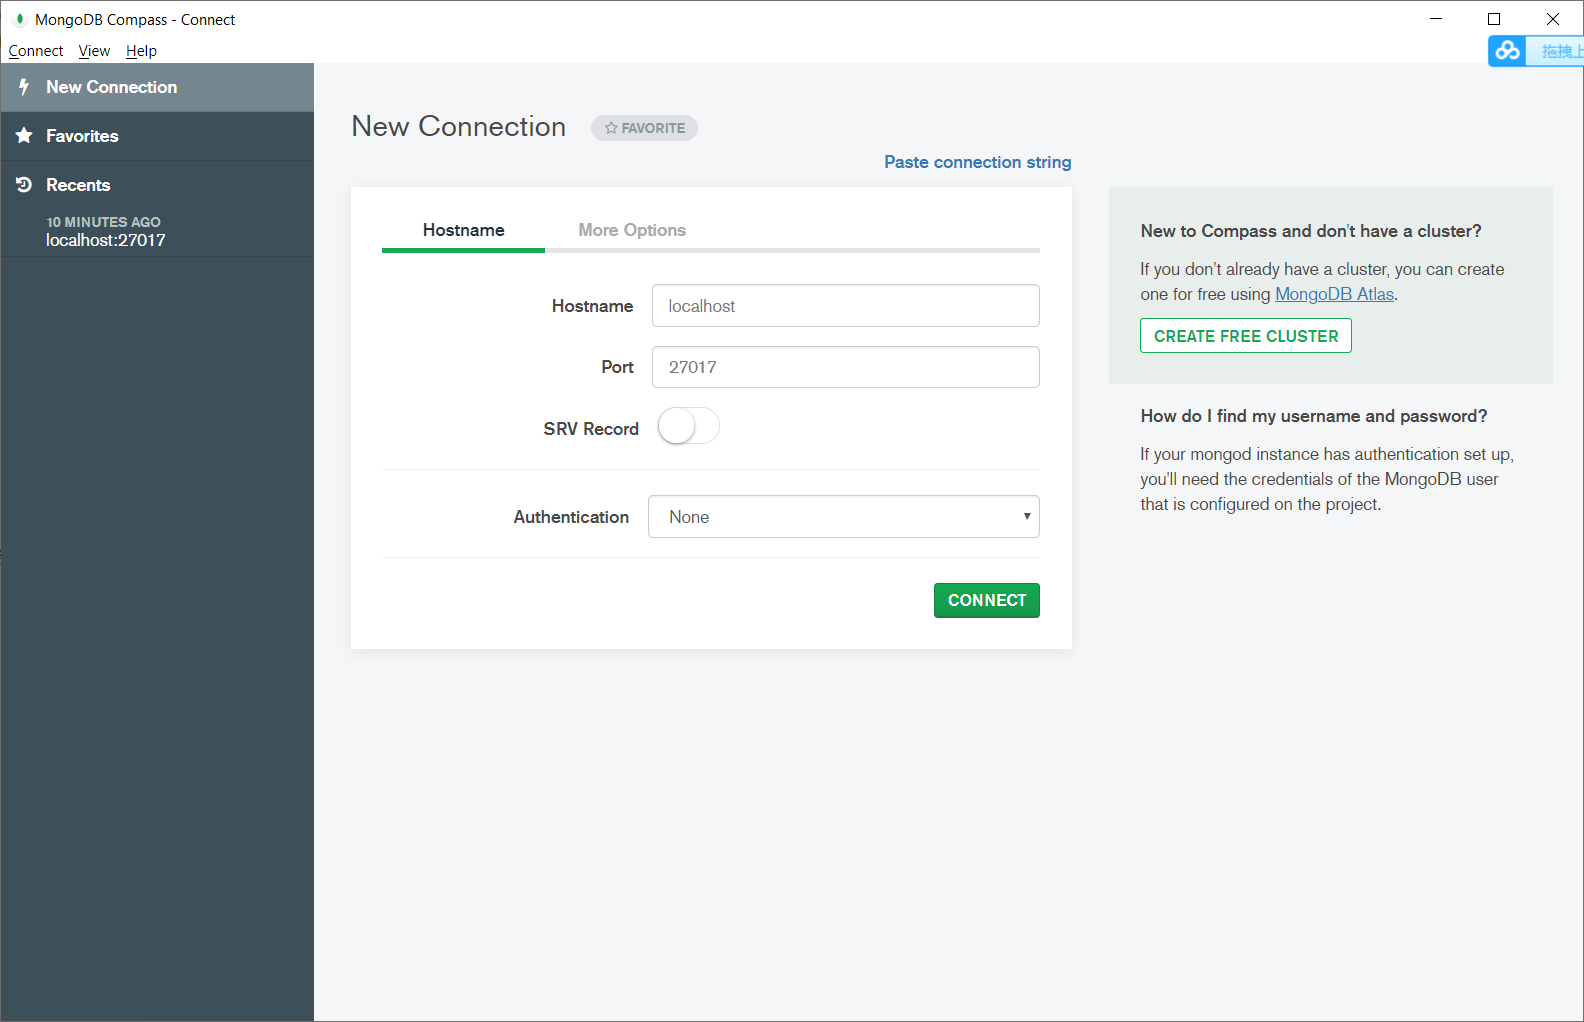 MongoDB Compass - Connect
Connect View Help
拖拽上
New Connection
Favorites
Recents
10 MINUTES AGO
localhost:27017
New Connection
FAVORITE
Paste connection string
Hostname More Options
Hostname localhost
Port 27017
SRV Record
Authentication None
CONNECT
New to Compass and don't have a cluster?
If you don't already have a cluster, you can create
one for free using MongoDB Atlas.
CREATE FREE CLUSTER
How do I find my username and password?
If your mongod instance has authentication set up,
you'll need the credentials of the MongoDB user
that is configured on the project.